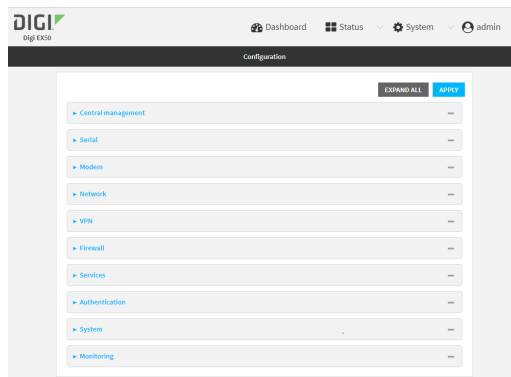 DIGI
Digi EX50
Dashboard Status System admin
Configuration
EXPAND ALL APPLY
Central management
Serial
Modem
Network
VPN
Firewall
Services
Authentication
System
Monitoring